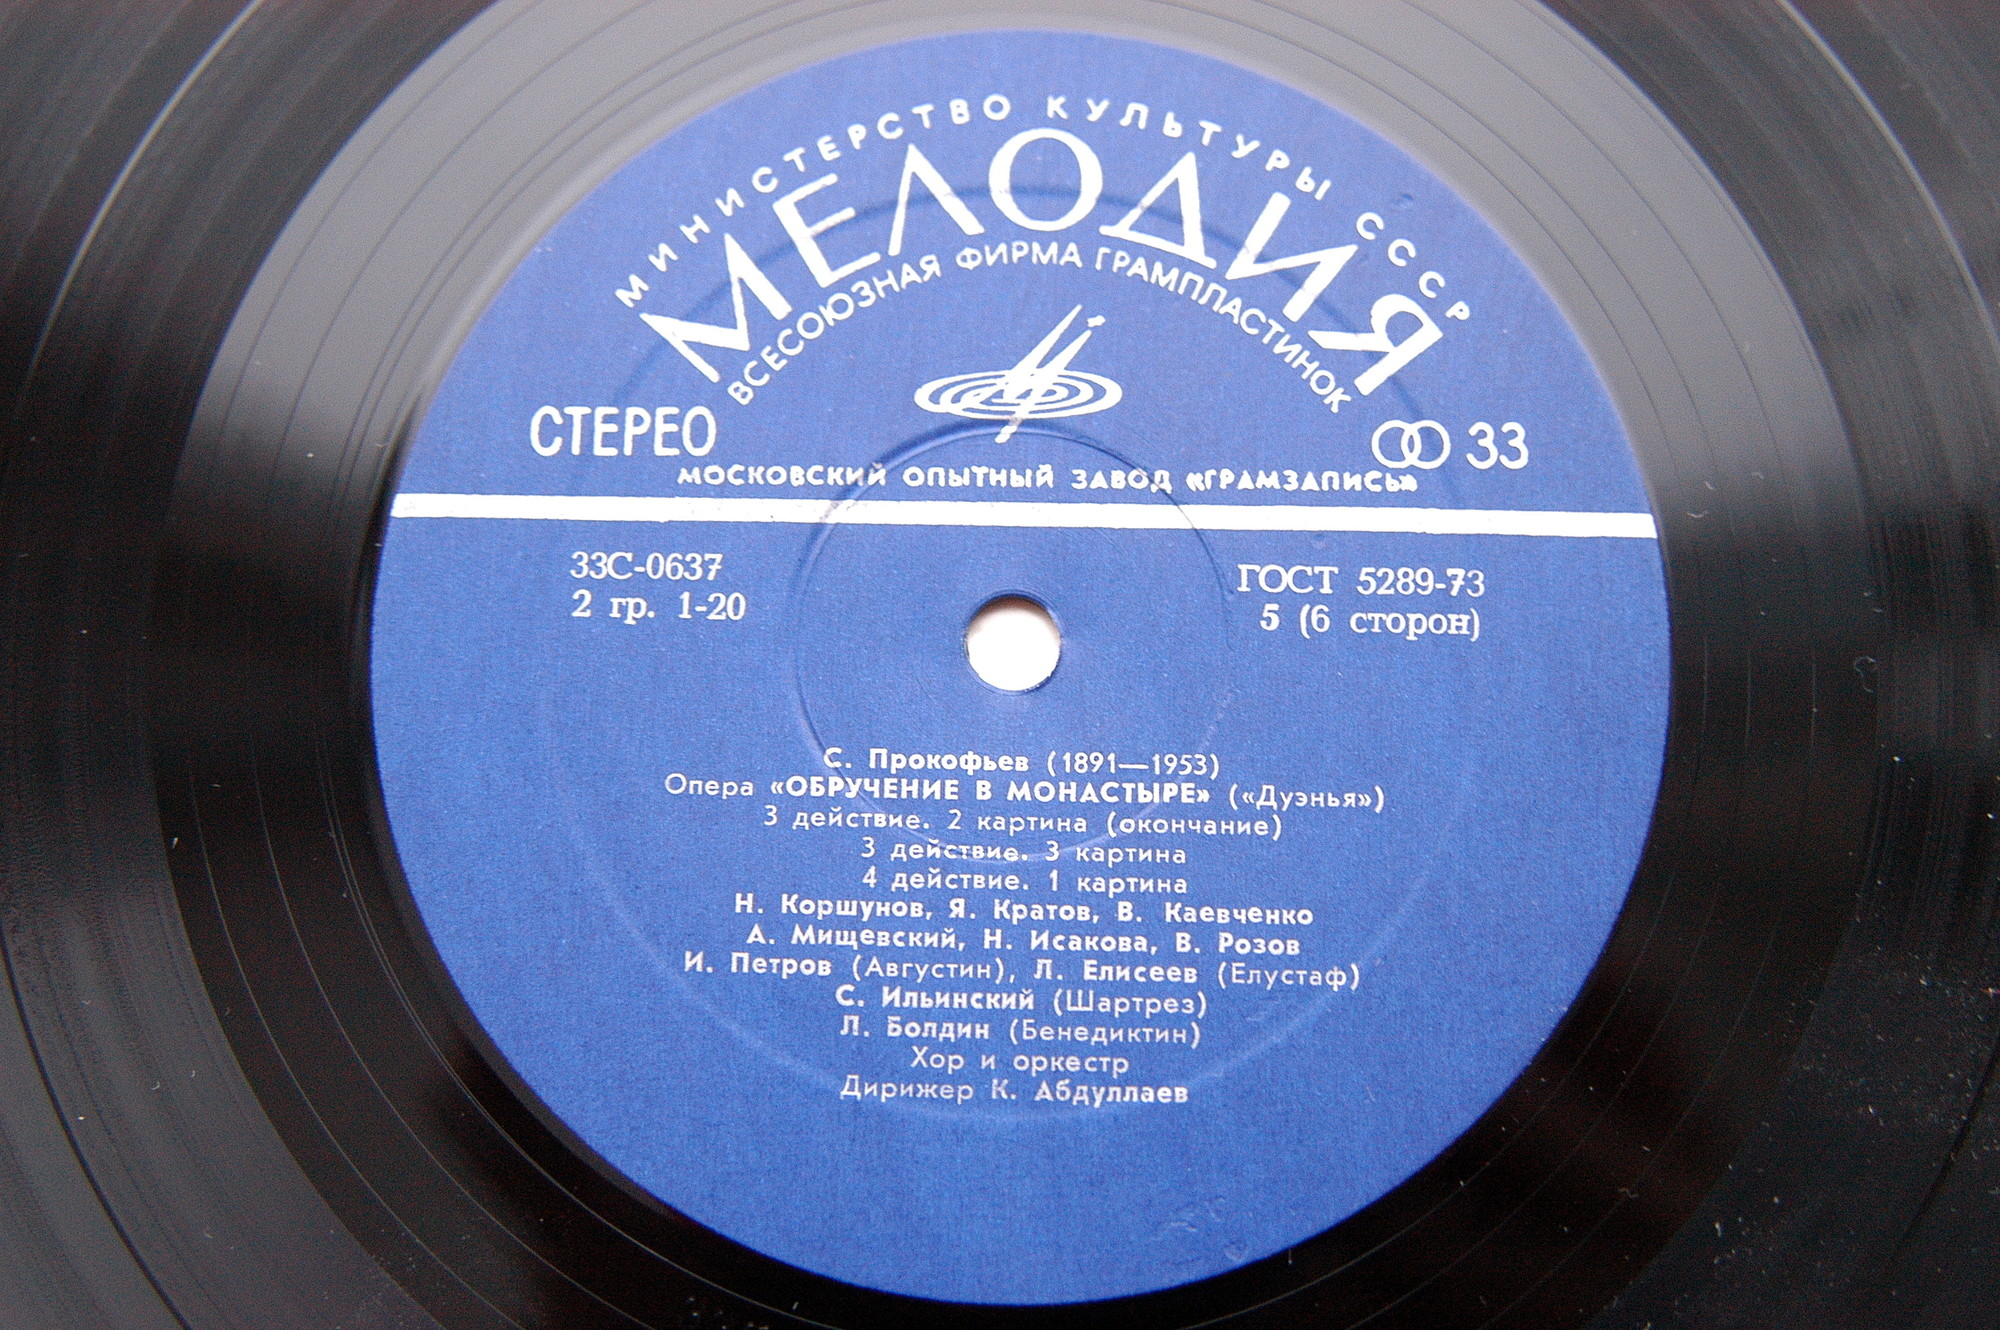 МИНИСТЕРСТВО КУЛЬТУРЫ СССР
МЕЛОДИЯ
ВСЕСОЮЗНАЯ ФИРМА ГРАМПЛАСТИНОК
СТЕРЕО
33
МОСКОВСКИЙ ОПЫТНЫЙ ЗАВОД «ГРАМЗАПИСЬ»
33С-0637
2 гр. 1-20
ГОСТ 5289-73
5 (6 сторон)
С. Прокофьев (1891—1953)
Опера «ОБРУЧЕНИЕ В МОНАСТЫРЕ» («Дуэнья»)
3 действие. 2 картина (окончание)
3 действие. 3 картина
4 действие. 1 картина
Н. Коршунов, Я. Кратов, В. Каевченко
А. Мищевский, Н. Исакова, В. Розов
И. Петров (Августин), Л. Елисеев (Елустаф)
С. Ильинский (Шартрез)
Л. Болдин (Бенедиктин)
Хор и оркестр
Дирижер К. Абдуллаев